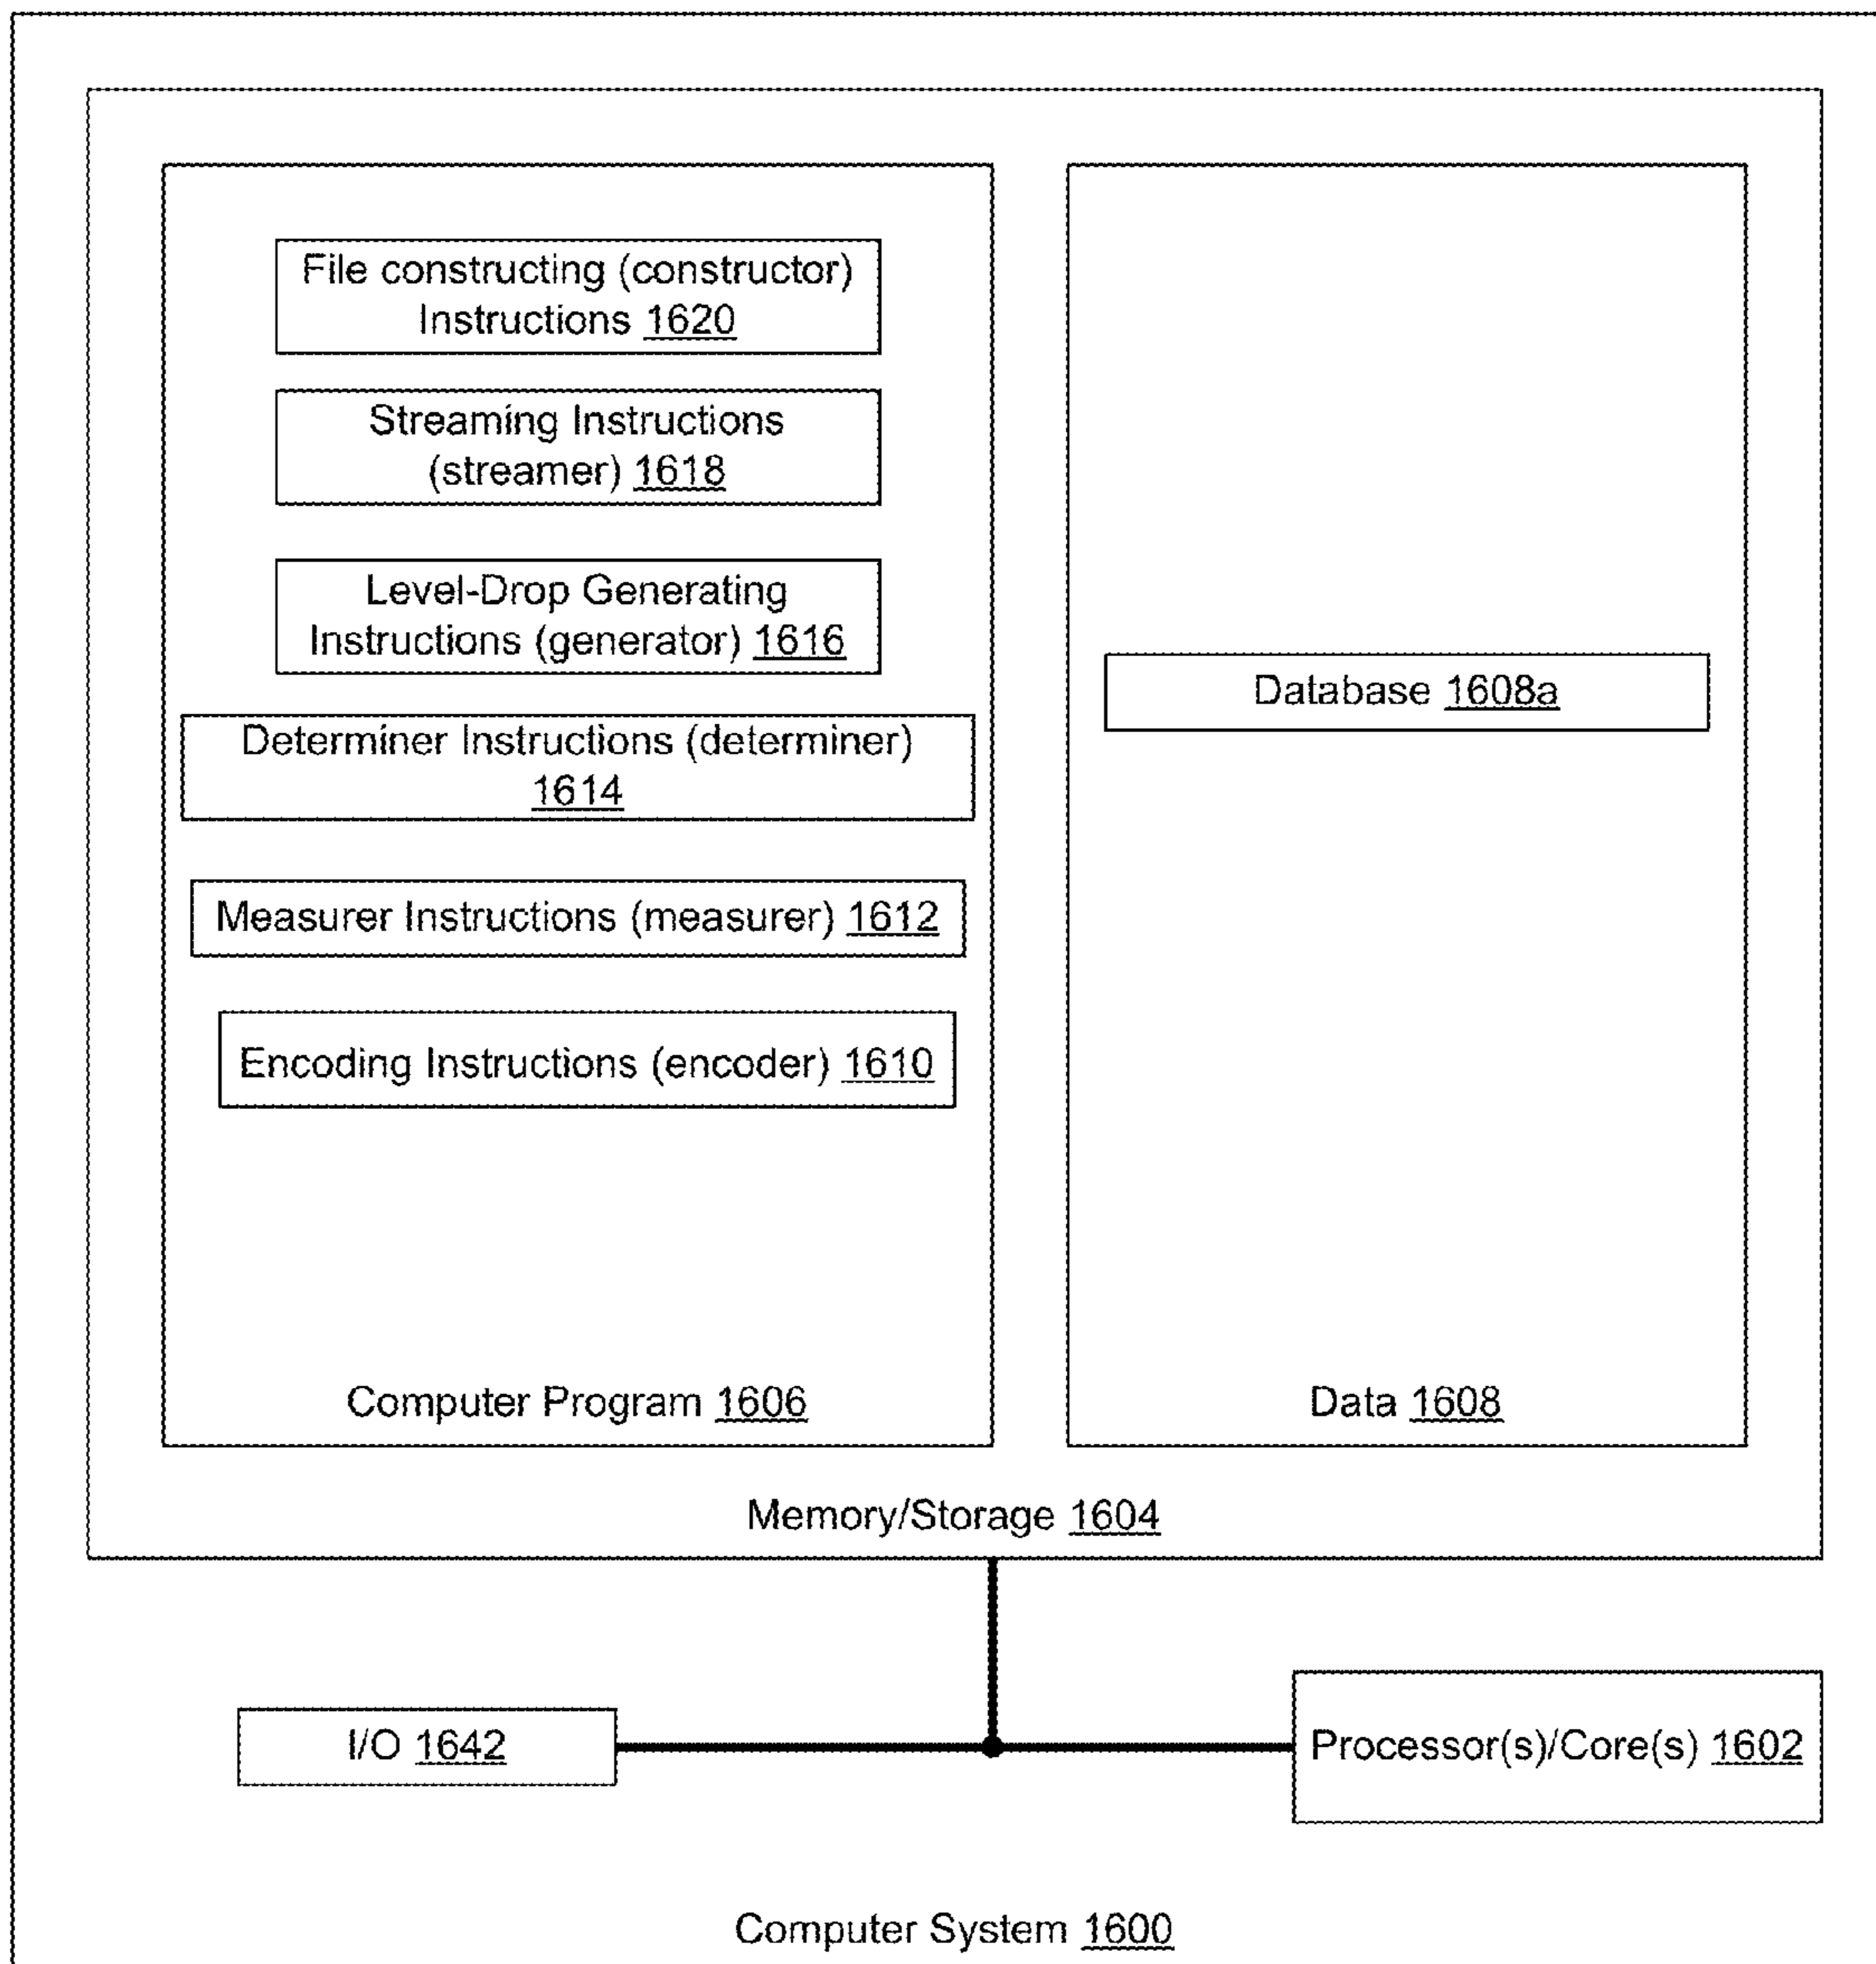 File constructing (constructor)
Instructions 1620
Streaming Instructions
(streamer) 1618
Level-Drop Generating
Instructions (generator) 1616
Determiner Instructions (determiner)
1614
Measurer Instructions (measurer) 1612
Encoding Instructions (encoder) 1610
Computer Program 1606
Database 1608a
Data 1608
Memory/Storage 1604
I/O 1642
Processor(s)/Core(s) 1602
Computer System 1600